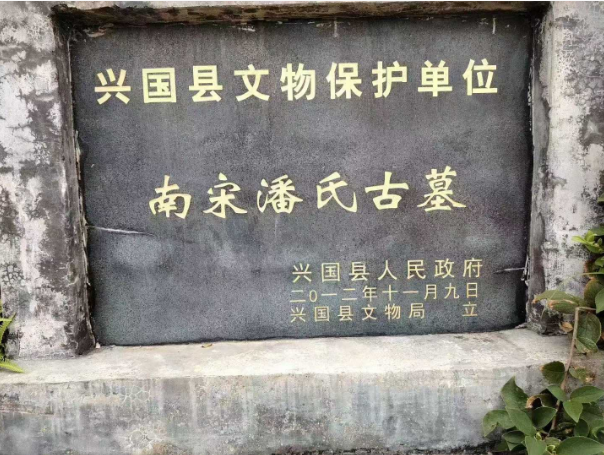 兴国县文物保护单位
南宋潘氏古墓
兴国县人民政府
二〇一二年十一月九日
兴国县文物局 立